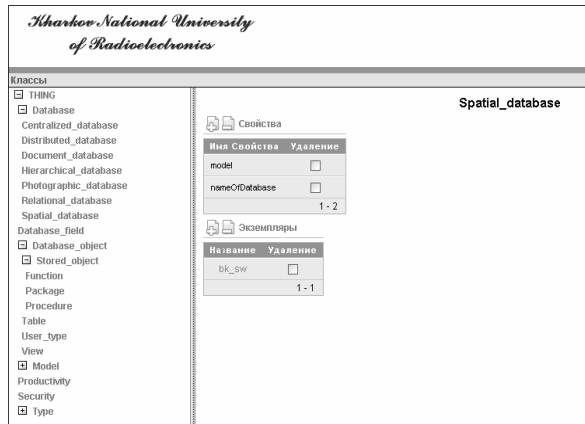 Kharkov National University
of Radioelectronics
Классы
THING
Database
Centralized_database
Distributed_database
Document_database
Hierarchical_database
Photographic_database
Relational_database
Spatial_database
Database_field
Database_object
Stored_object
Function
Package
Procedure
Table
User_type
View
Model
Productivity
Security
Type
Spatial_database
Свойства
Имя Свойства Удаление
model
nameOfDatabase
1 - 2
Экземпляры
Название Удаление
bk_sw
1 - 1